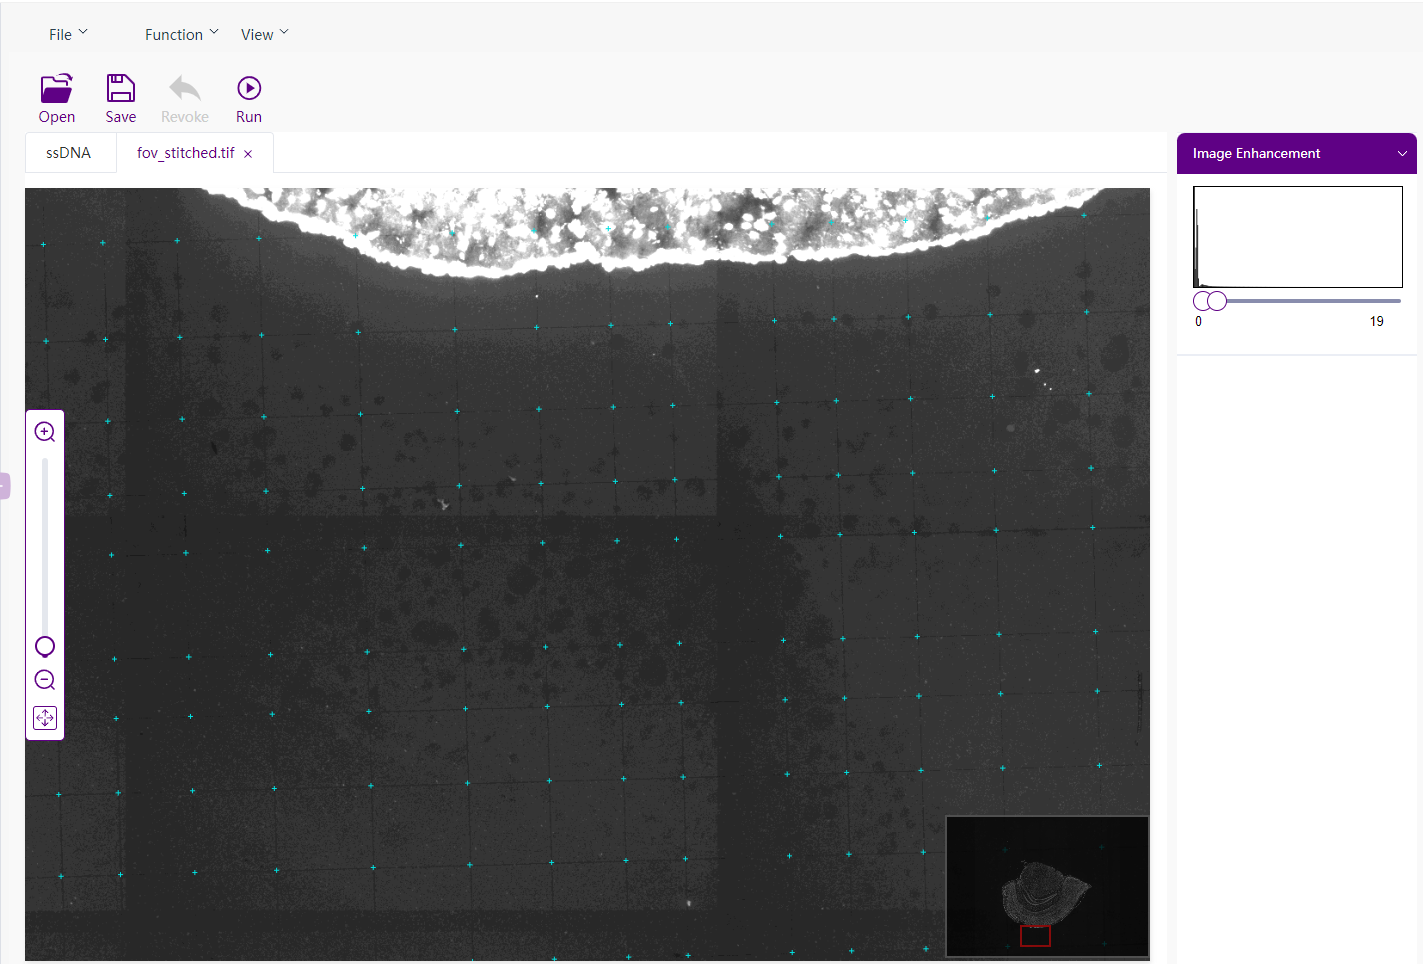 File Function View
Open Save Revoke Run
ssDNA fov_stitched.tif ×
Image Enhancement
0 19